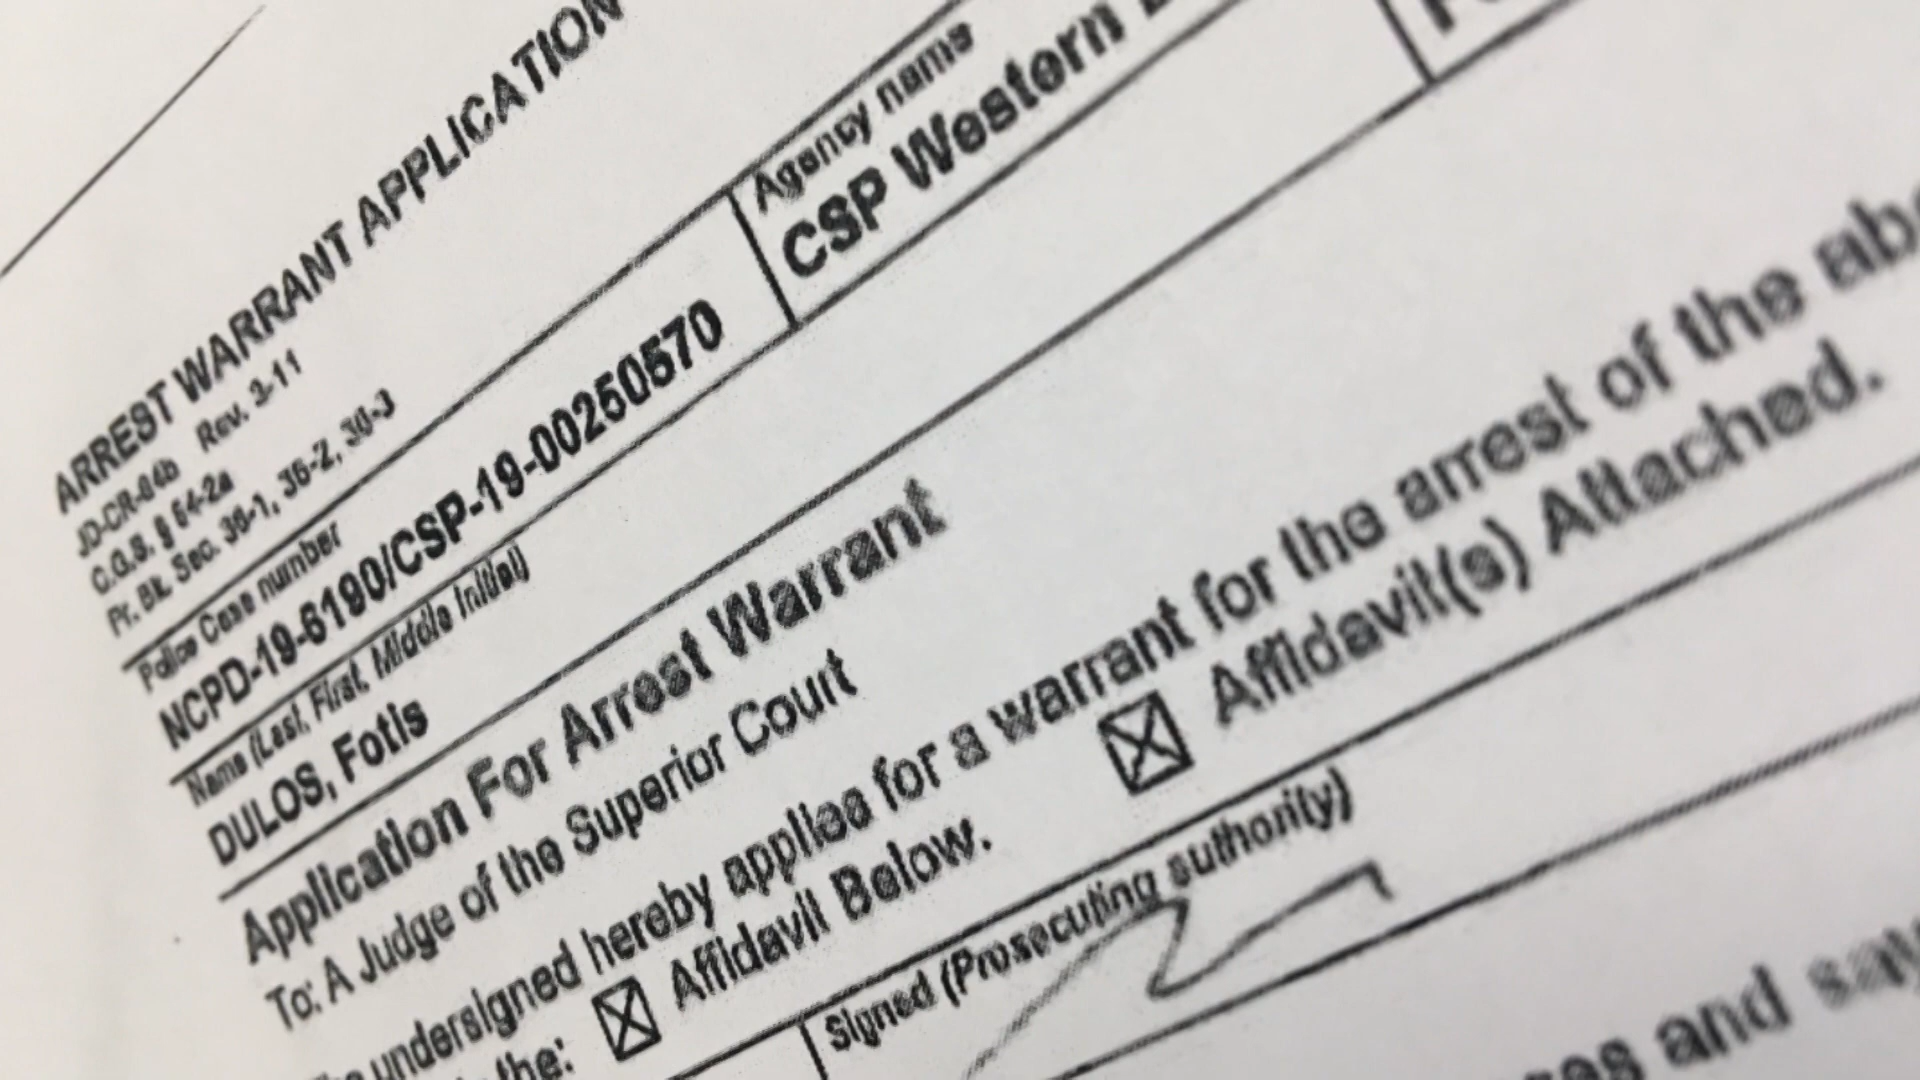 ARREST WARRANT APPLICATION
JD-CR-64b Rev. 3-11
C.G.S. § 54-2a
Pr. Bk. Sec. 36-1, 36-2, 36-3
Police Case number
NCPD-19-6190/CSP-19-00250570
Agency name
CSP Western
Name (Last, First, Middle Initial)
DULOS, Fotis
Application For Arrest Warrant
To: A Judge of the Superior Court
undersigned hereby applies for a warrant for the arrest of the
the: ☒ Affidavit Below. ☒ Affidavit(s) Attached.
Signed (Prosecuting authority)
and say